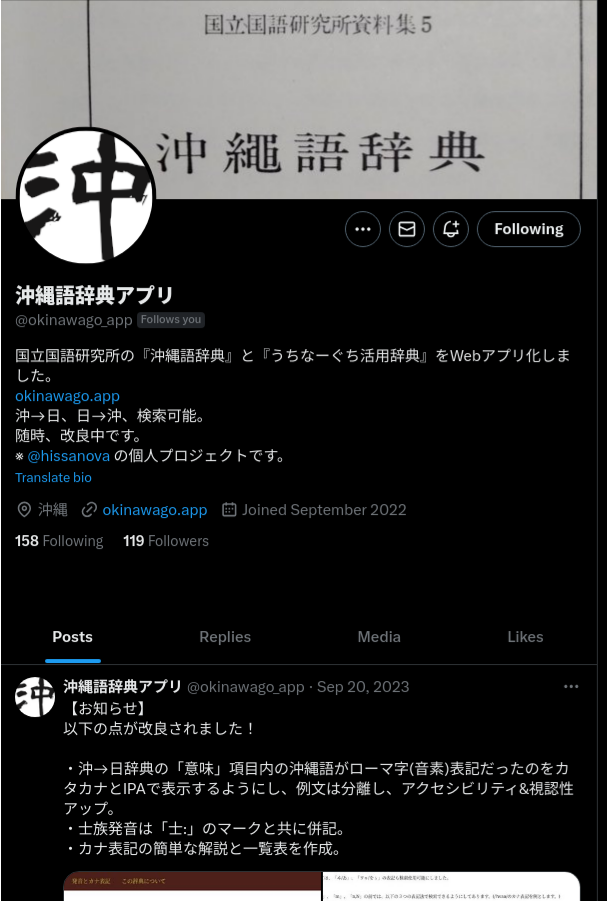 国立国語研究所資料集5
沖繩語辞典
沖
Following
沖縄語辞典アプリ
@okinawago_app Follows you
国立国語研究所の『沖縄語辞典』と『うちなーぐち活用辞典』をWebアプリ化しま
した。
okinawago.app
沖→日、日→沖、検索可能。
随時、改良中です。
※ @hissanova の個人プロジェクトです。
Translate bio
沖縄 okinawago.app Joined September 2022
158 Following 119 Followers
Posts Replies Media Likes
沖
沖縄語辞典アプリ @okinawago_app · Sep 20, 2023
【お知らせ】
以下の点が改良されました！
・沖→日辞典の「意味」項目内の沖縄語がローマ字(音素)表記だったのをカ
タカナとIPAで表示するようにし、例文は分離し、アクセシビリティ&視認性
アップ。
・士族発音は「士:」のマークと共に併記。
・カナ表記の簡単な解説と一覧表を作成。
発音とカナ表記 この辞典について